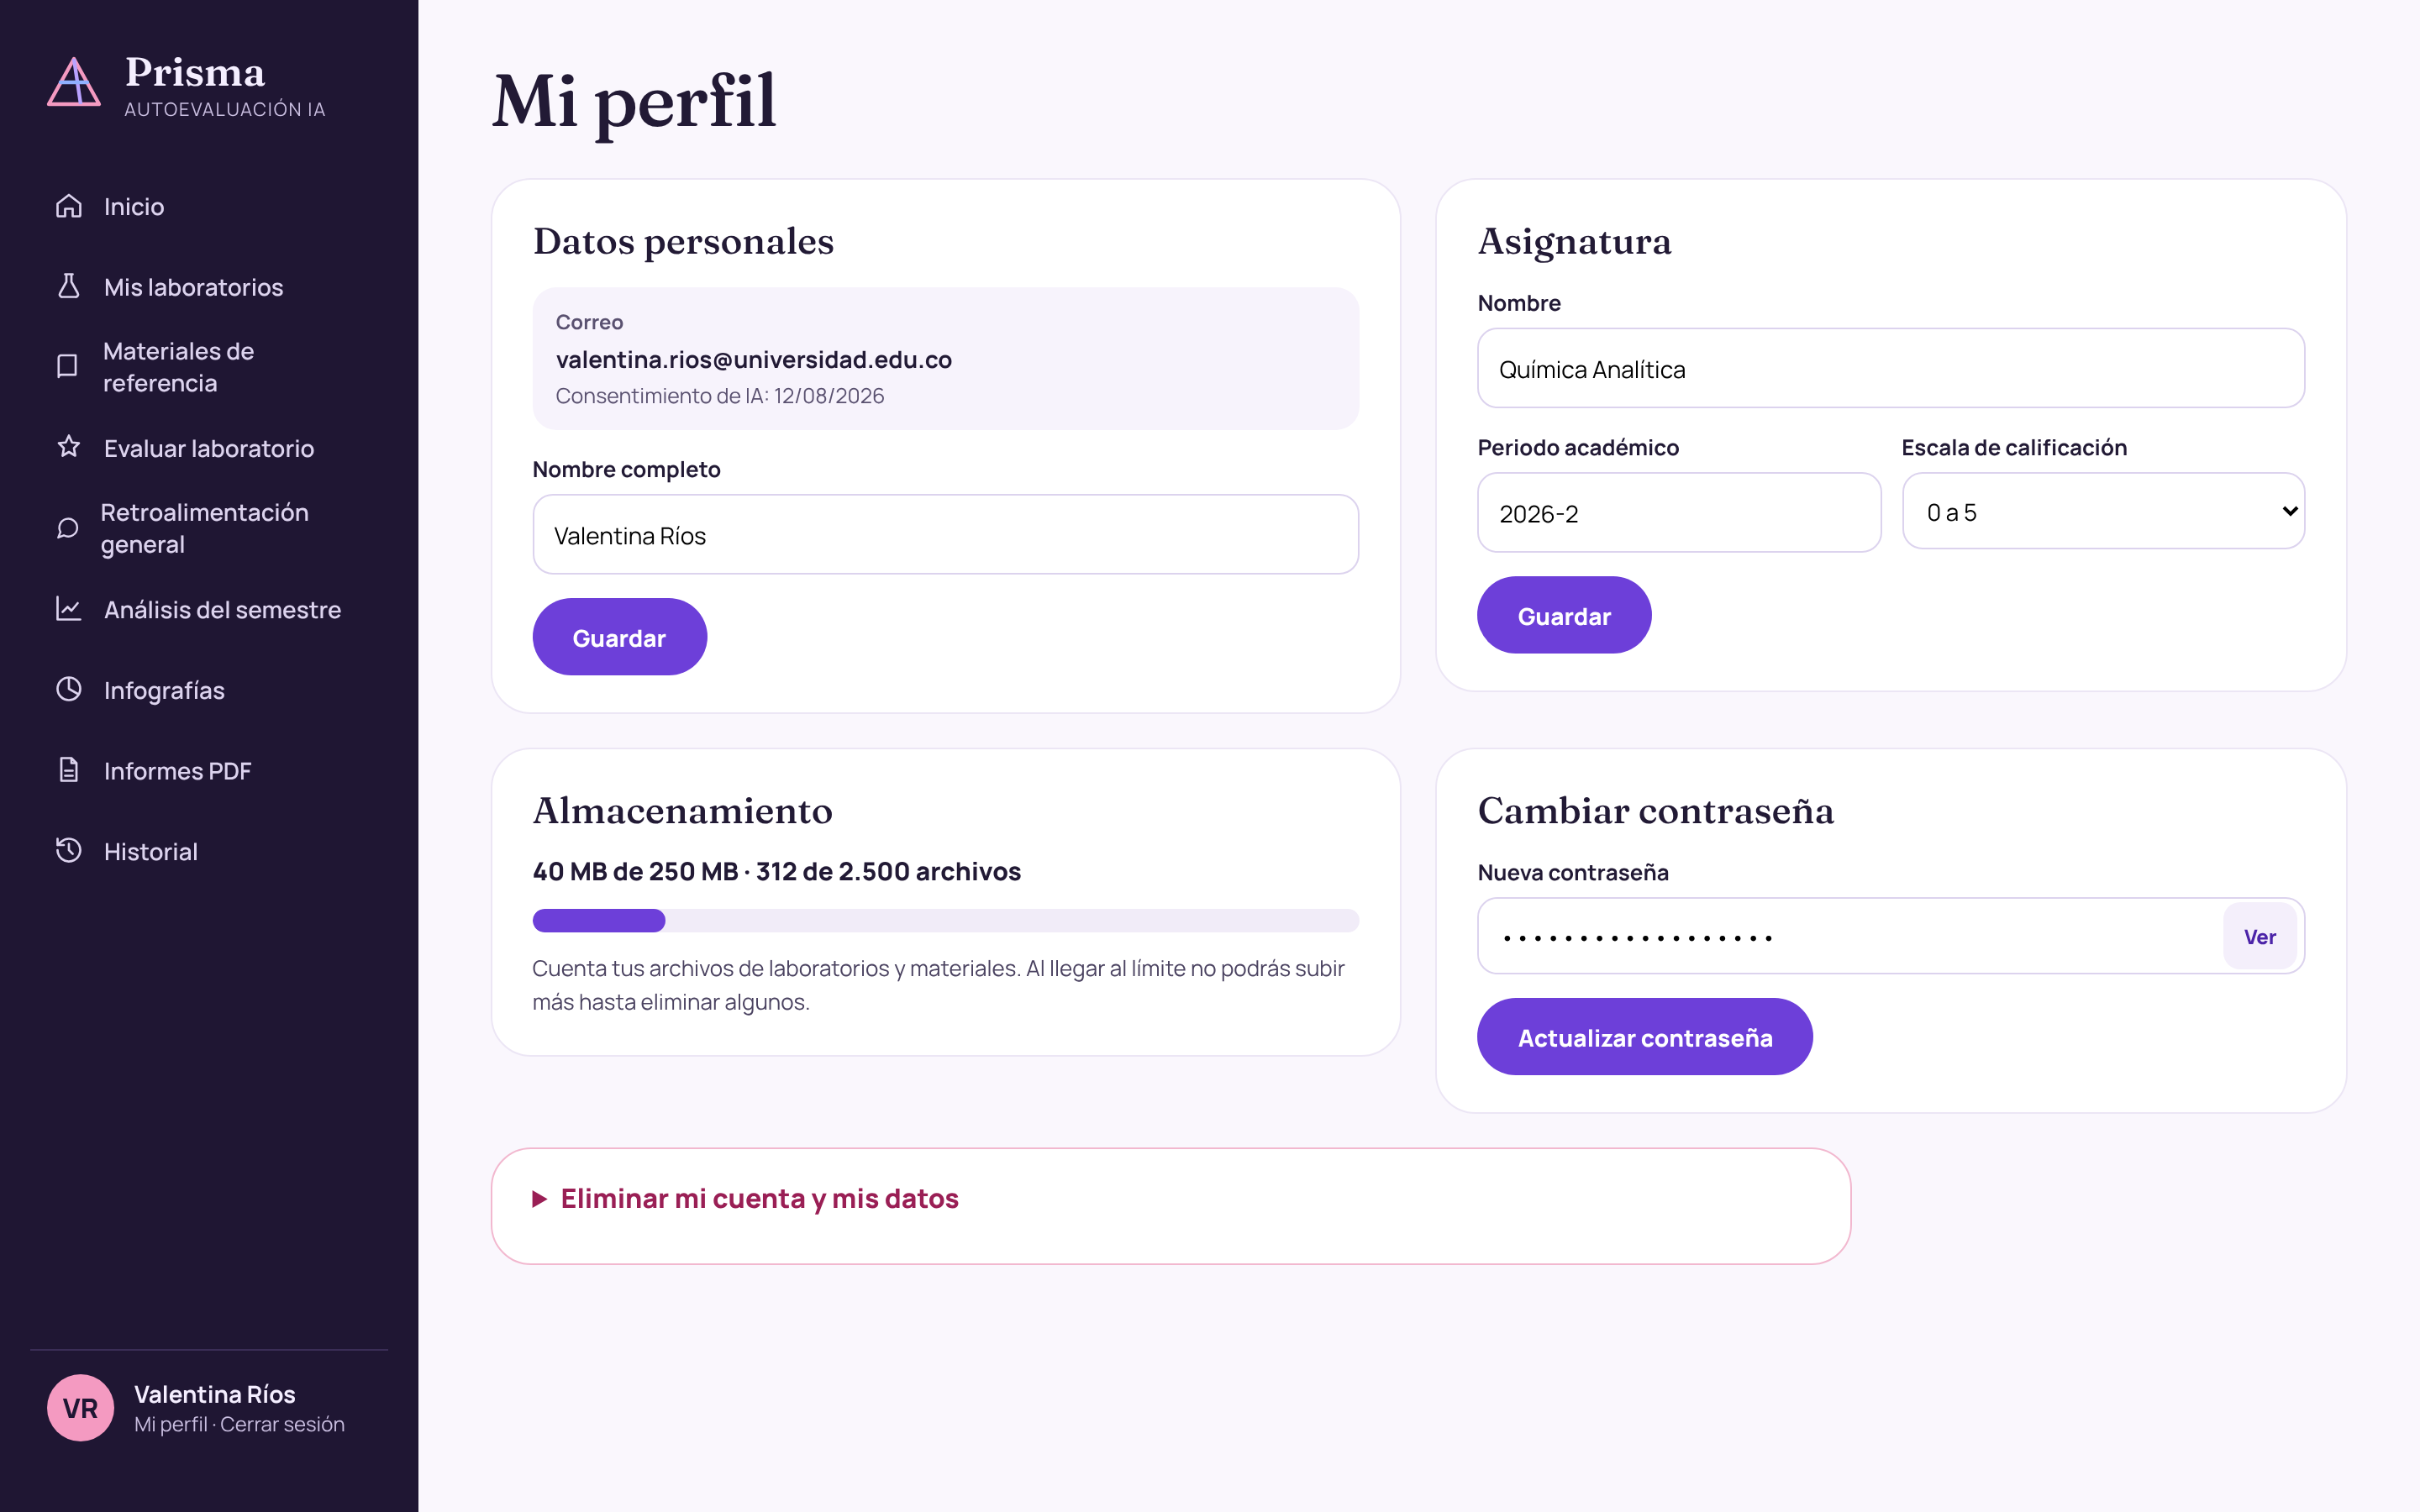 Prisma
AUTOEVALUACIÓN IA
Inicio
Mis laboratorios
Materiales de
referencia
Evaluar laboratorio
Retroalimentación
general
Análisis del semestre
Infografías
Informes PDF
Historial
Valentina Ríos
VR
Mi perfil · Cerrar sesión
Mi perfil
Datos personales
Correo
valentina.rios@universidad.edu.co
Consentimiento de IA: 12/08/2026
Nombre completo
Valentina Ríos
Guardar
Asignatura
Nombre
Química Analítica
Periodo académico
Escala de calificación
2026-2
0 a 5
Guardar
Almacenamiento
40 MB de 250 MB · 312 de 2.500 archivos
Cuenta tus archivos de laboratorios y materiales. Al llegar al límite no podrás subir
más hasta eliminar algunos.
Cambiar contraseña
Nueva contraseña
••••••••••••••••••
Ver
Actualizar contraseña
Eliminar mi cuenta y mis datos